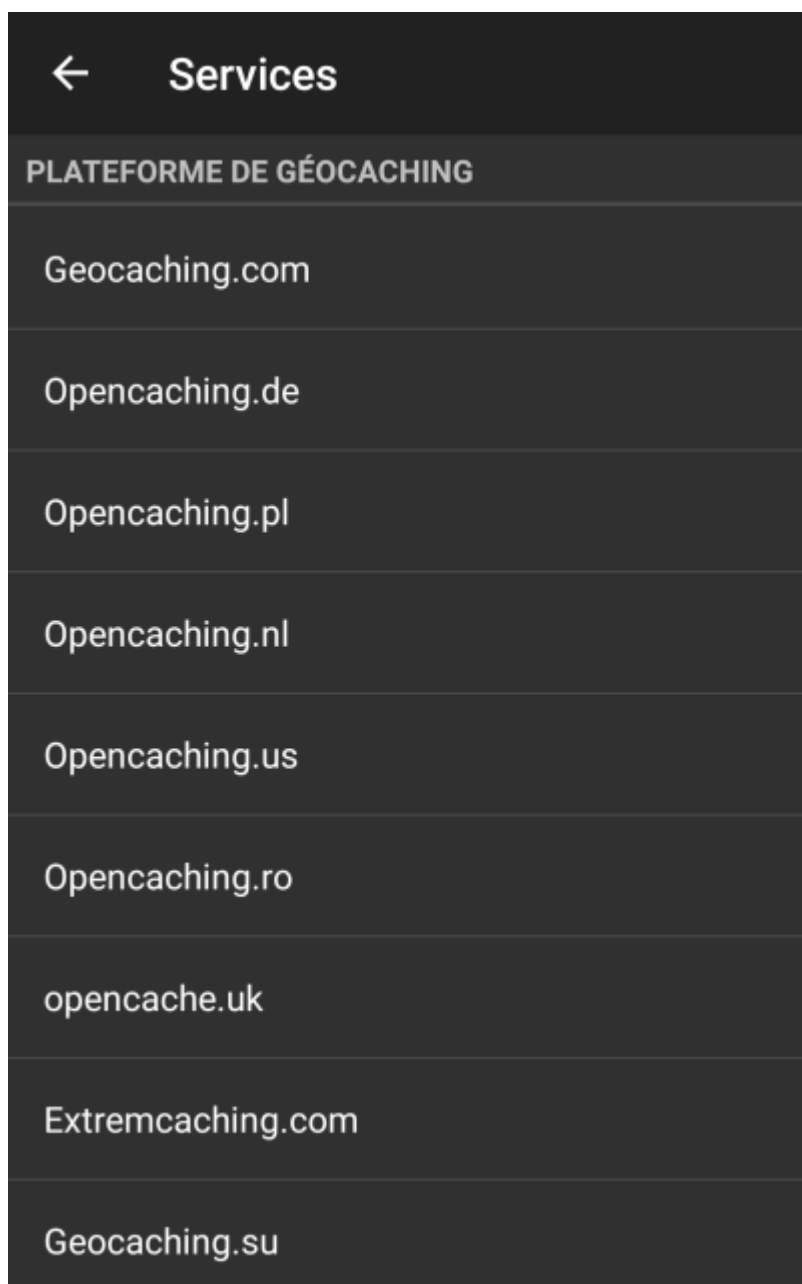 Services
PLATEFORME DE GÉOCACHING
Geocaching.com
Opencaching.de
Opencaching.pl
Opencaching.nl
Opencaching.us
Opencaching.ro
opencache.uk
Extremcaching.com
Geocaching.su